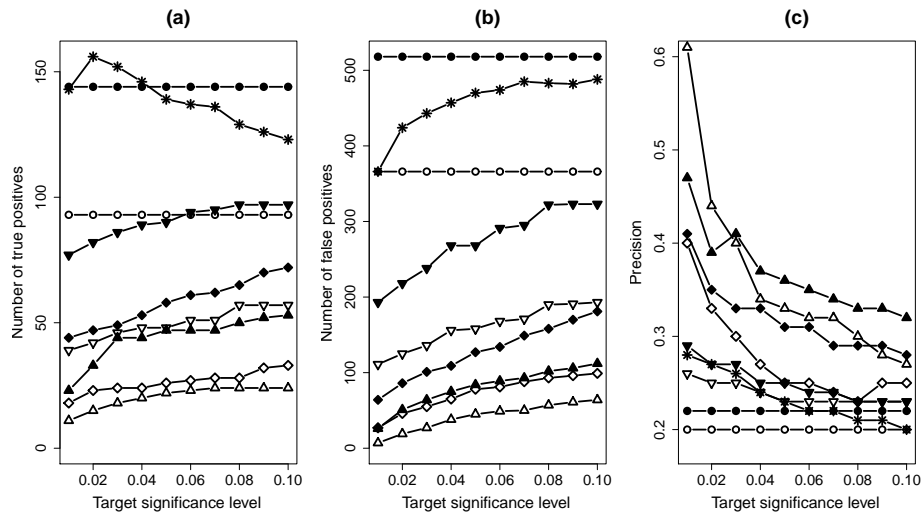 (a)
(b)
(c)
Number of true positives
0 50 100 150
0.02 0.04 0.06 0.08 0.10
Target significance level
Number of false positives
0 100 200 300 400 500
0.02 0.04 0.06 0.08 0.10
Target significance level
Precision
0.2 0.3 0.4 0.5 0.6
0.02 0.04 0.06 0.08 0.10
Target significance level